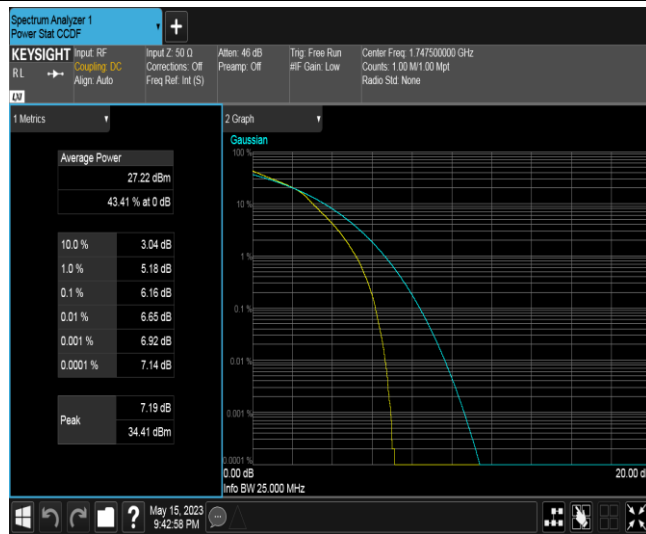 Spectrum Analyzer 1
Power Stat CCDF
+
KEYSIGHT
RL
LXI
Input: RF
Coupling: DC
Align: Auto
Input Z: 50 Ω
Corrections: Off
Freq Ref: Int (S)
Atten: 46 dB
Preamp: Off
Trig: Free Run
#IF Gain: Low
Center Freq: 1.747500000 GHz
Counts: 1.00 M/1.00 Mpt
Radio Std: None
1 Metrics
Average Power
27.22 dBm
43.41 % at 0 dB
10.0 % 3.04 dB
1.0 % 5.18 dB
0.1 % 6.16 dB
0.01 % 6.65 dB
0.001 % 6.92 dB
0.0001 % 7.14 dB
Peak
7.19 dB
34.41 dBm
2 Graph
Gaussian
100 %
10 %
1 %
0.1 %
0.01 %
0.001 %
0.0001 %
0.00 dB 20.00 d
Info BW 25.000 MHz
?
May 15, 2023
9:42:58 PM